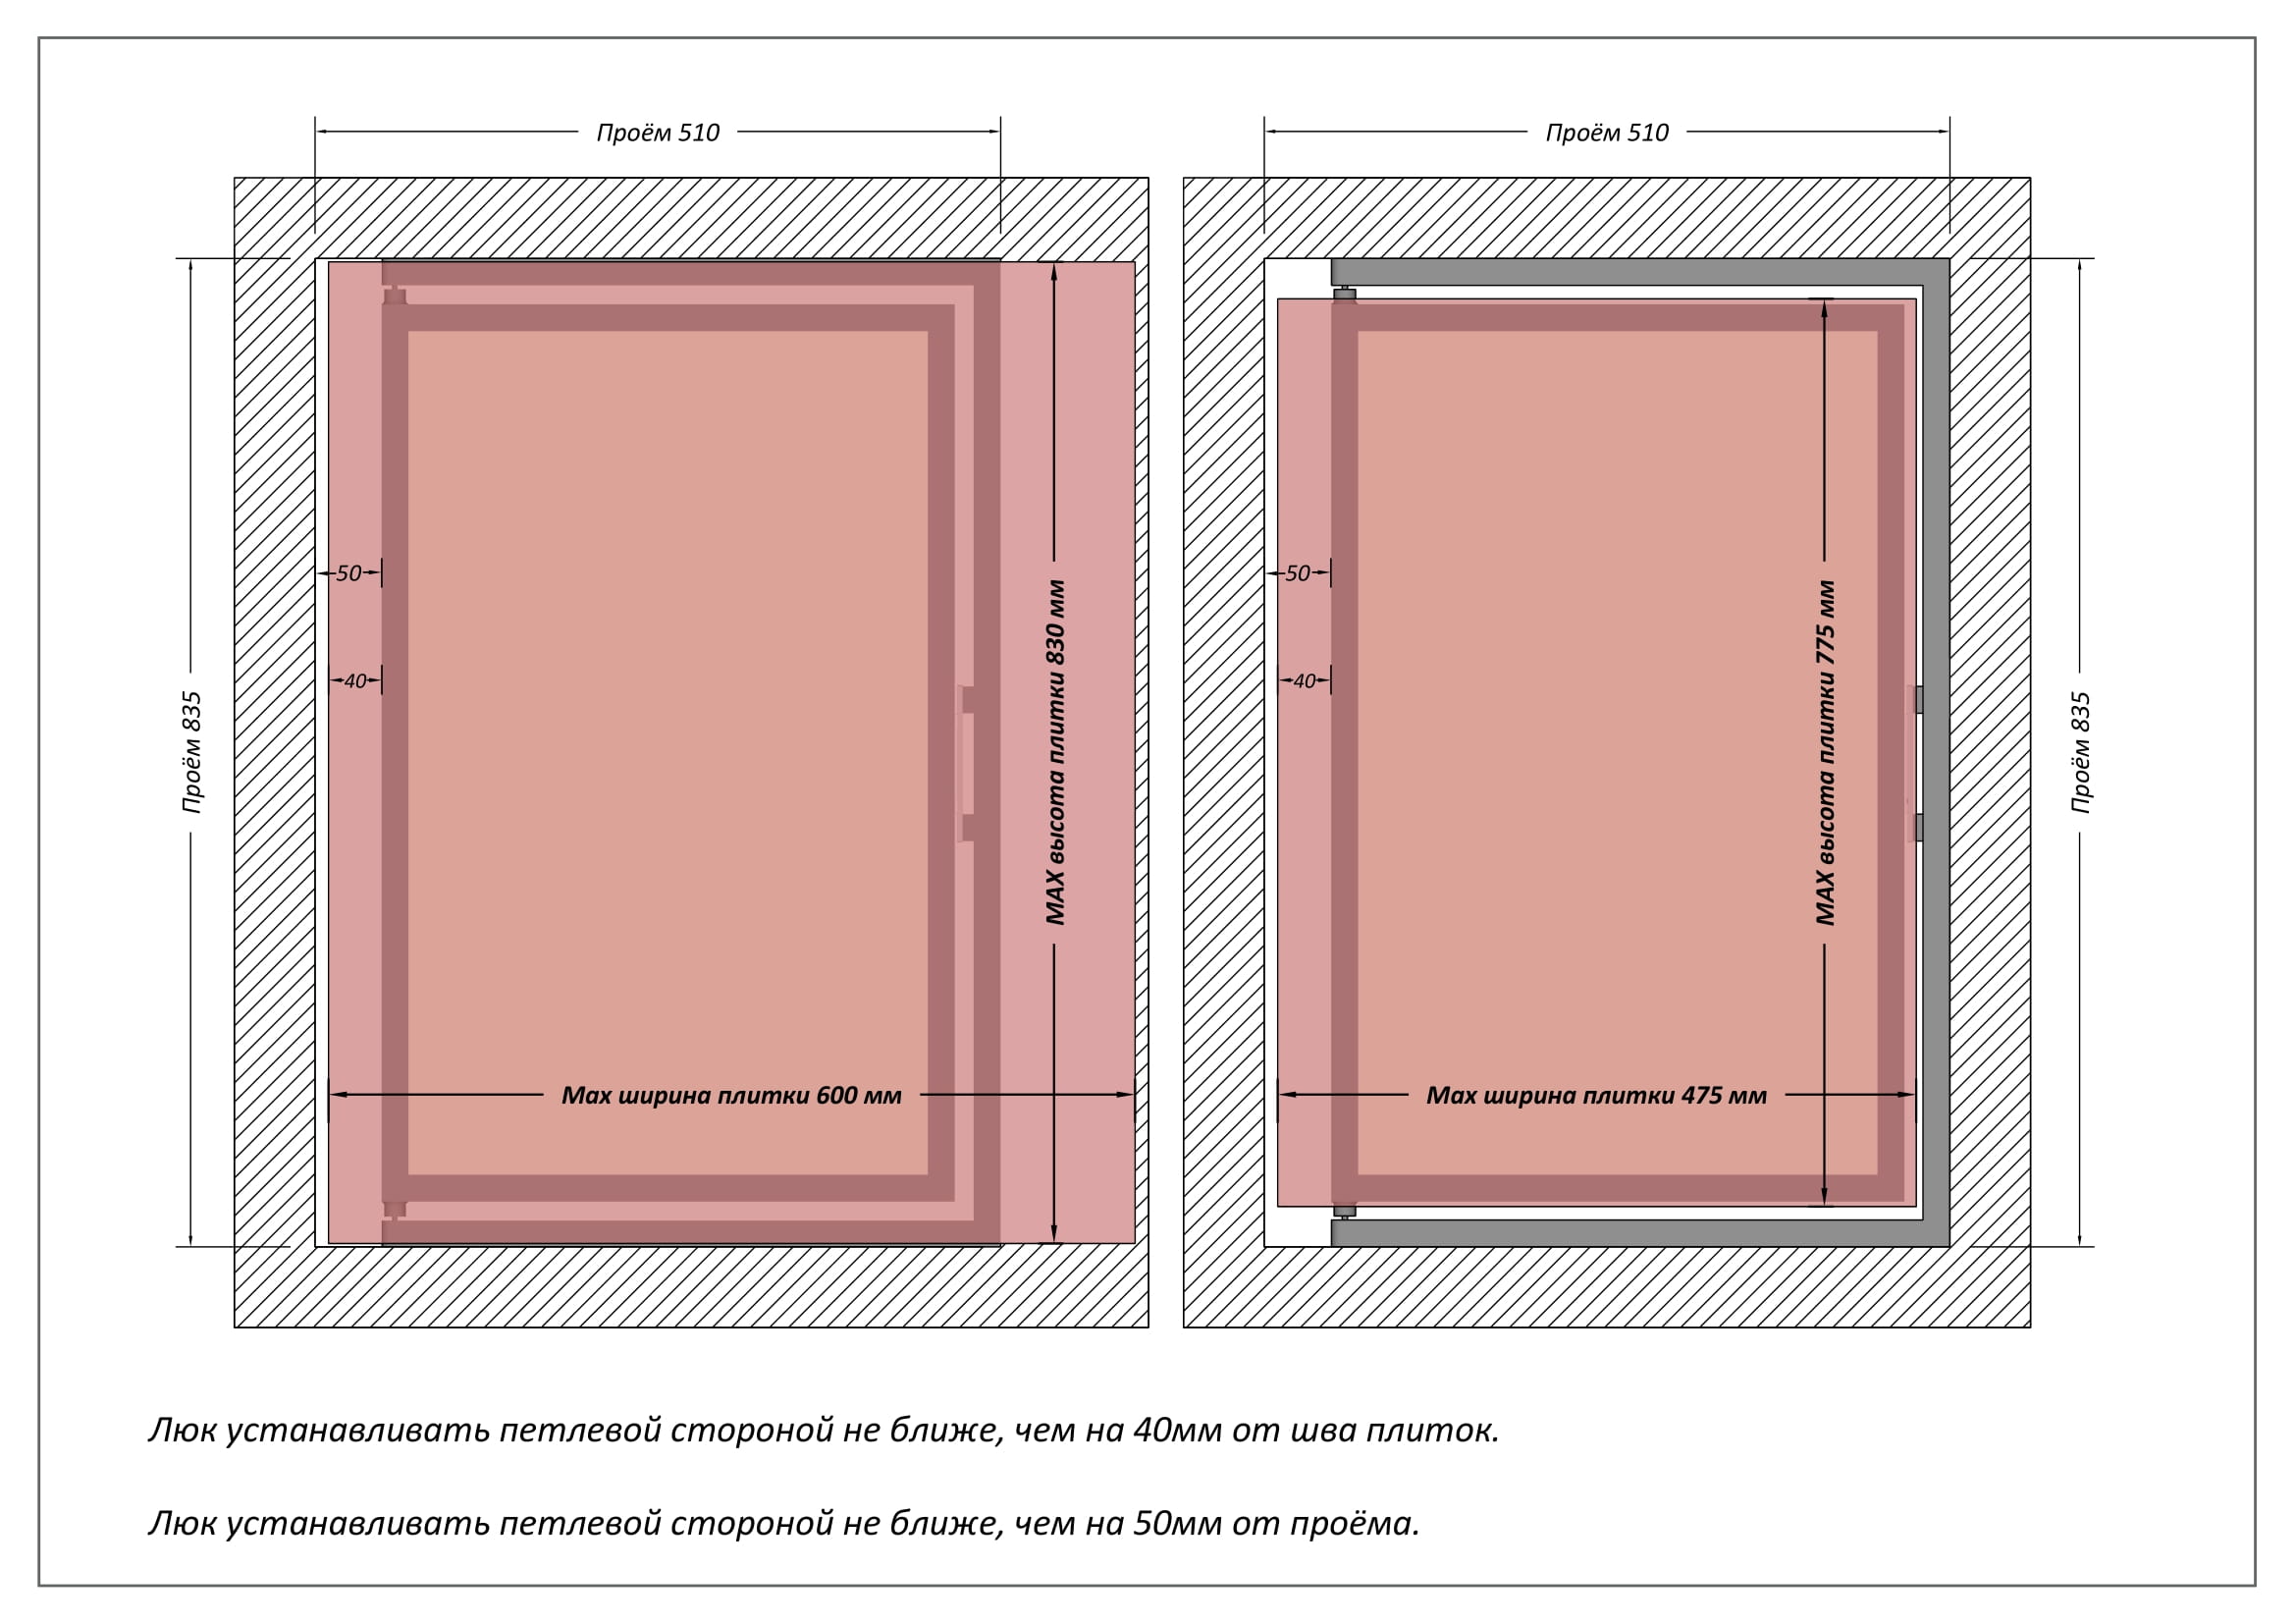 Проём 510
Проём 510
Проём 835
50
40
MAX высота плитки 830 мм
Max ширина плитки 600 мм
50
40
MAX высота плитки 775 мм
Max ширина плитки 475 мм
Проём 835
Люк устанавливать петлевой стороной не ближе, чем на 40мм от шва плиток.
Люк устанавливать петлевой стороной не ближе, чем на 50мм от проёма.